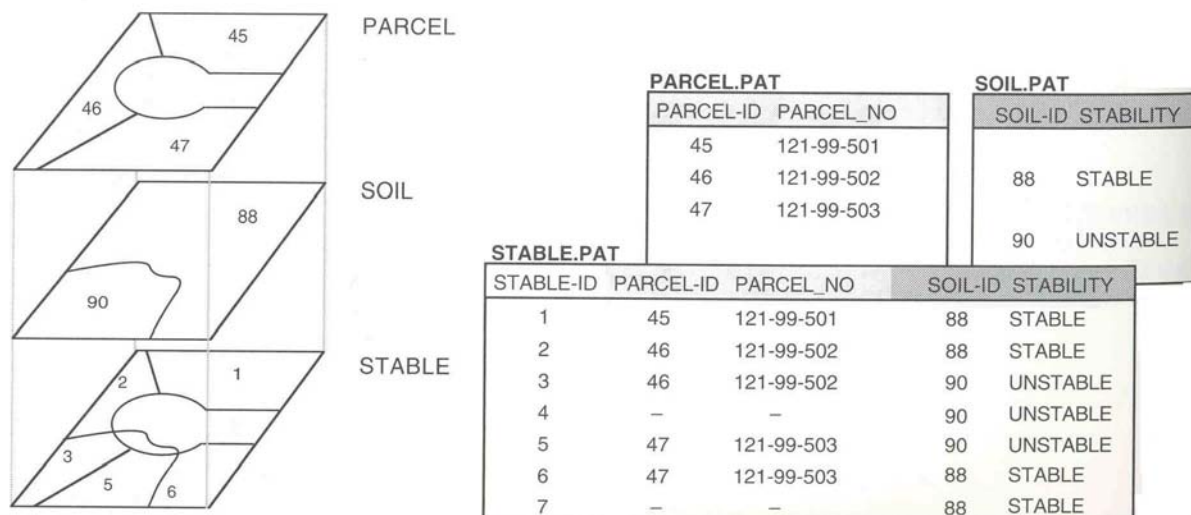 PARCEL
45
46
47
SOIL
88
90
STABLE
2
1
3
5
6
PARCEL.PAT
PARCEL-ID PARCEL_NO
45 121-99-501
46 121-99-502
47 121-99-503
SOIL.PAT
SOIL-ID STABILITY
88 STABLE
90 UNSTABLE
STABLE.PAT
STABLE-ID PARCEL-ID PARCEL_NO SOIL-ID STABILITY
1 45 121-99-501 88 STABLE
2 46 121-99-502 88 STABLE
3 46 121-99-502 90 UNSTABLE
4 – – 90 UNSTABLE
5 47 121-99-503 90 UNSTABLE
6 47 121-99-503 88 STABLE
7 – – 88 STABLE